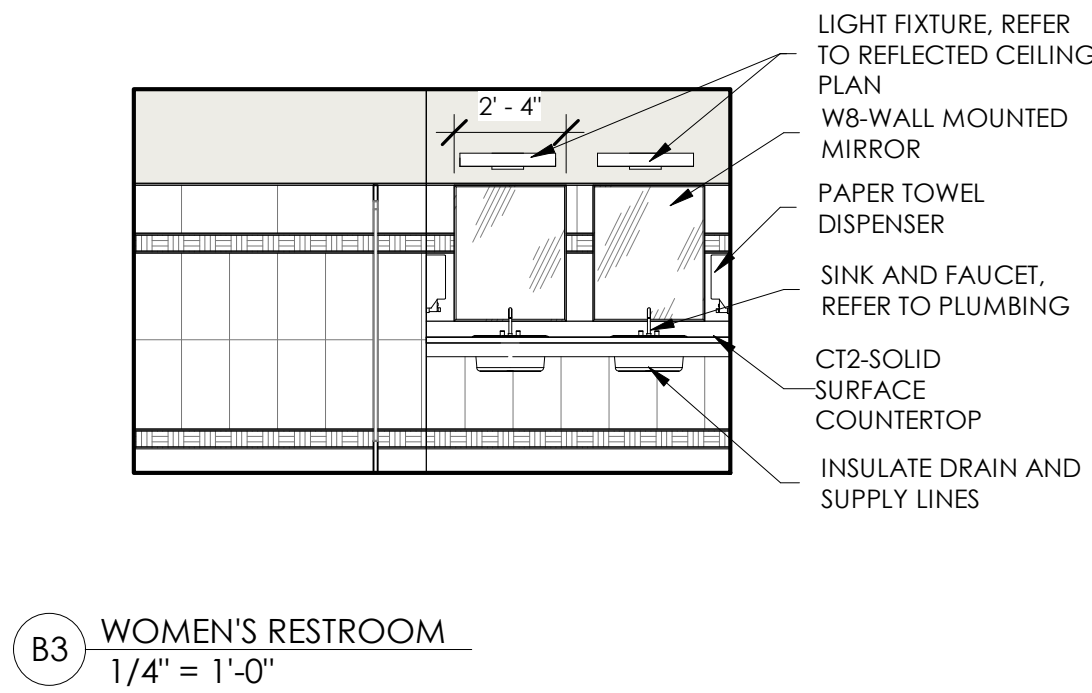 LIGHT FIXTURE, REFER
TO REFLECTED CEILING
PLAN
2' - 4"
W8-WALL MOUNTED
MIRROR
PAPER TOWEL
DISPENSER
SINK AND FAUCET,
REFER TO PLUMBING
CT2-SOLID
SURFACE
COUNTERTOP
INSULATE DRAIN AND
SUPPLY LINES
B3
WOMEN'S RESTROOM
1/4" = 1'-0"